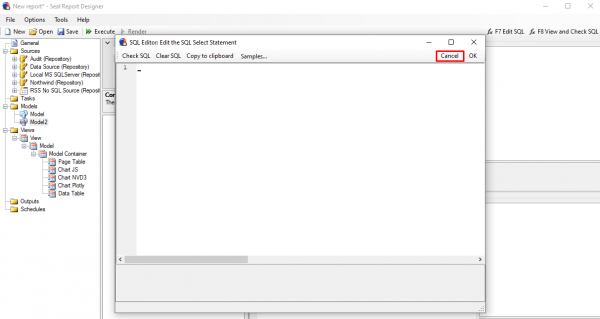 New report* - Seal Report Designer
File Options Tools Help
New Open Save Execute Render
F7 Edit SQL F8 View and Check SQL
General
Sources
Audit (Repository)
Data Source (Repository)
Local MS SQLServer (Reposit
Northwind (Repository)
RSS No SQL Source (Reposit
Tasks
Models
Model
Model2
Views
View
Model
Model Container
Page Table
Chart JS
Chart NVD3
Chart Plotly
Data Table
Outputs
Schedules
Con
The
SQL Editor: Edit the SQL Select Statement
Check SQL Clear SQL Copy to clipboard Samples... Cancel OK
1